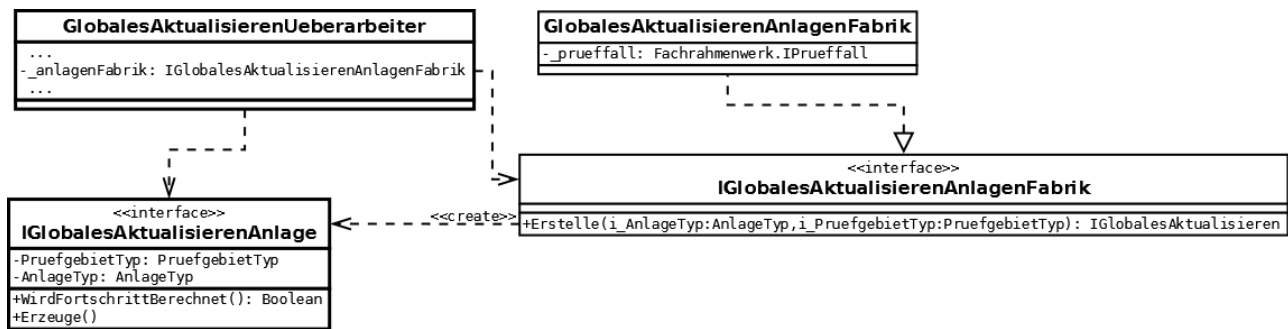 GlobalesAktualisierenUeberarbeiter
...
-_anlagenFabrik: IGlobalesAktualisierenAnlagenFabrik
...
GlobalesAktualisierenAnlagenFabrik
-_prueffall: Fachrahmenwerk.IPrueffall
<<interface>>
IGlobalesAktualisierenAnlage
-PruefgebietTyp: PruefgebietTyp
-AnlageTyp: AnlageTyp
+WirdFortschrittBerechnet(): Boolean
+Erzeuge()
<<create>>
<<interface>>
IGlobalesAktualisierenAnlagenFabrik
+Erstelle(i_AnlageTyp:AnlageTyp,i_PruefgebietTyp:PruefgebietTyp): IGlobalesAktualisieren